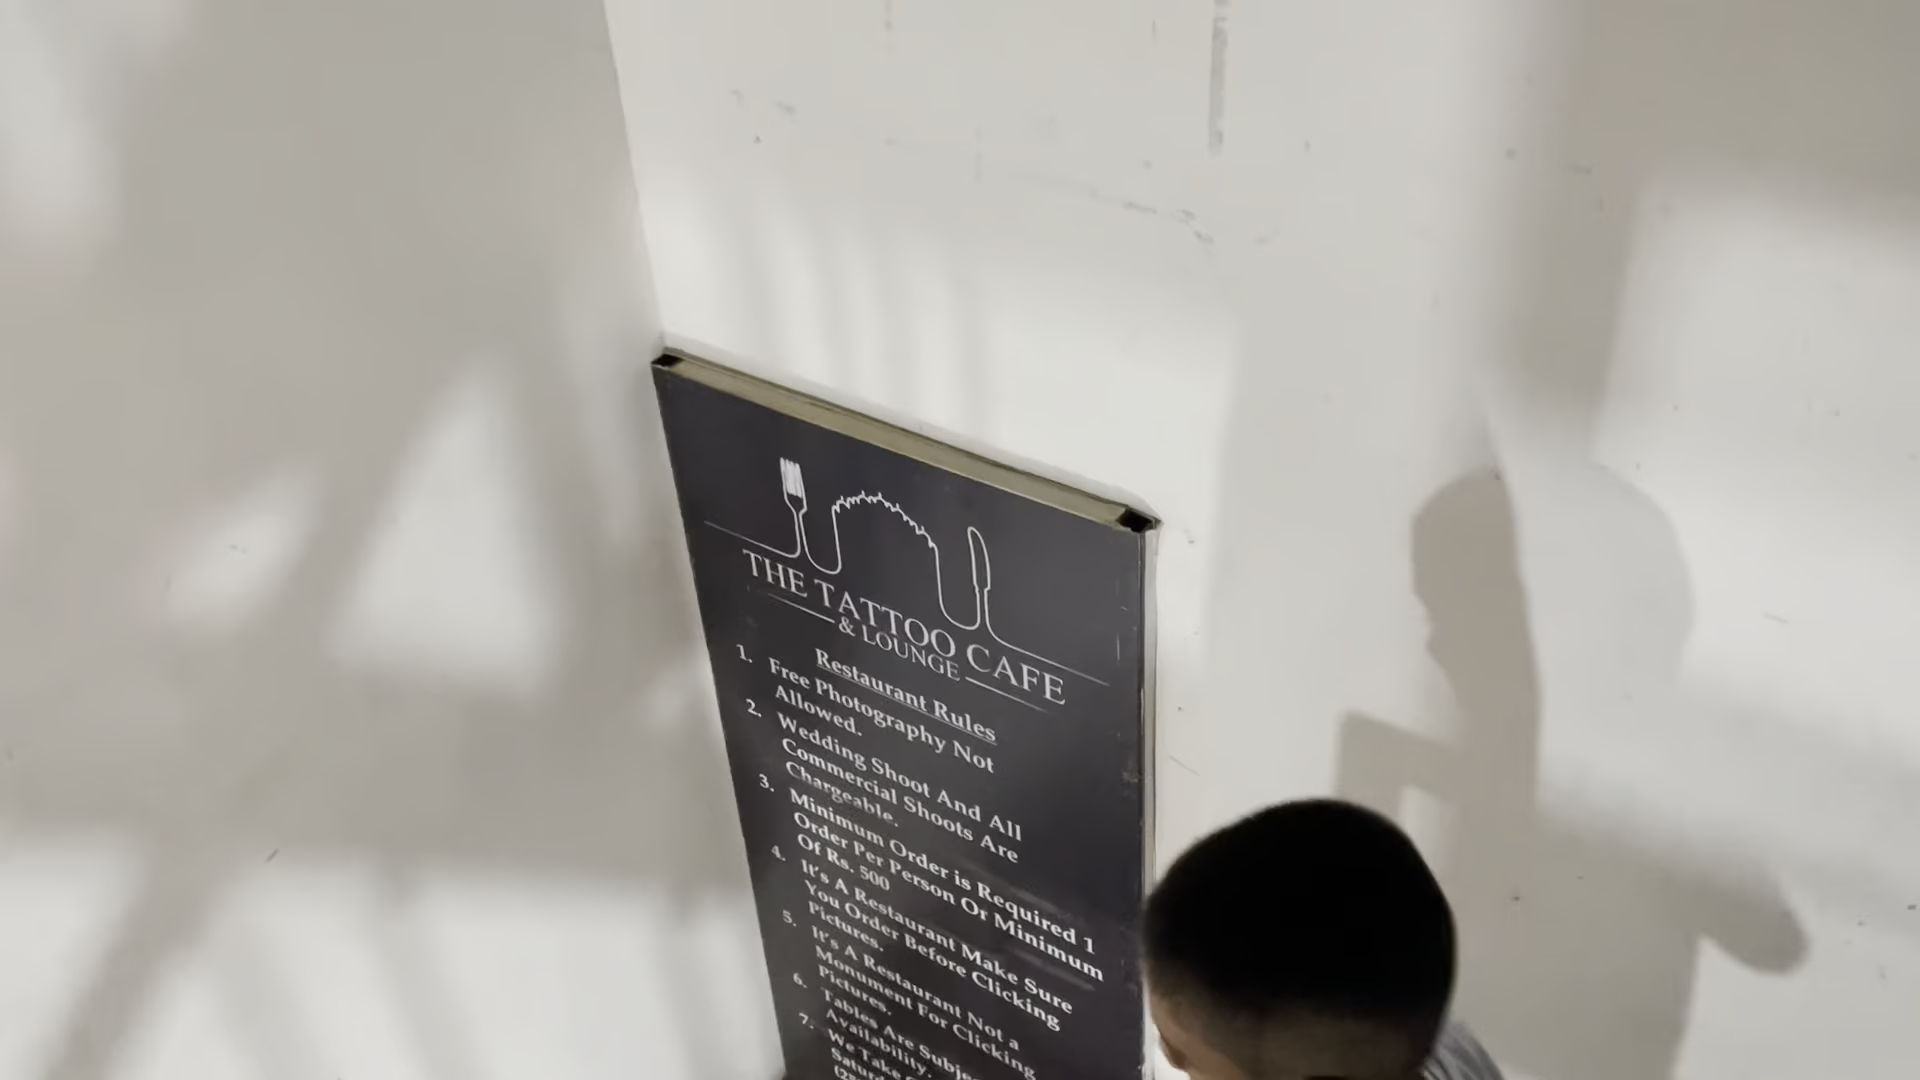 THE TATTOO CAFE
& LOUNGE
Restaurant Rules
1. Free Photography Not
Allowed.
2. Wedding Shoot And All
Commercial Shoots Are
Chargeable.
3. Minimum Order is Required 1
Order Per Person Or Minimum
Of Rs. 500
4. It's A Restaurant Make Sure
You Order Before Clicking
Pictures.
5. It's A Restaurant Not a
Monument For Clicking
Pictures.
6. Tables Are
Availability.
7. We Take